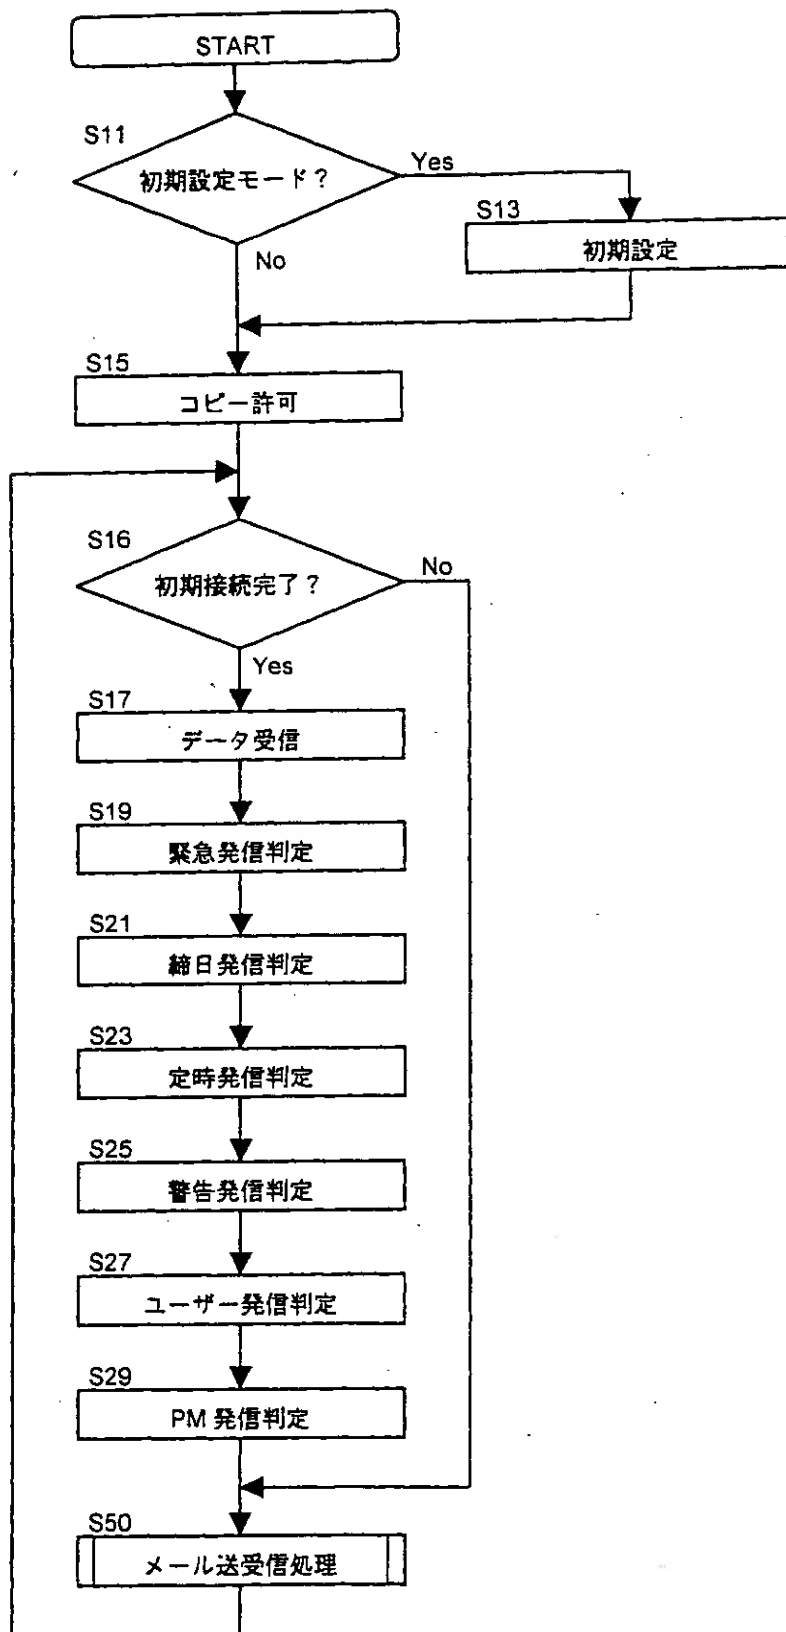 START
S11
初期設定モード？
Yes
S13
初期設定
No
S15
コピー許可
S16
初期接続完了？
No
Yes
S17
データ受信
S19
緊急発信判定
S21
締日発信判定
S23
定時発信判定
S25
警告発信判定
S27
ユーザー発信判定
S29
PM 発信判定
S50
メール送受信処理